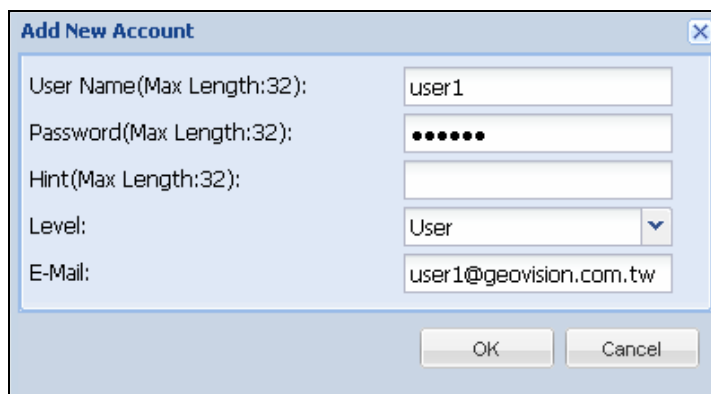 Add New Account
User Name(Max Length:32): user1
Password(Max Length:32): ●●●●●●
Hint(Max Length:32):
Level: User
E-Mail: user1@geovision.com.tw
OK Cancel